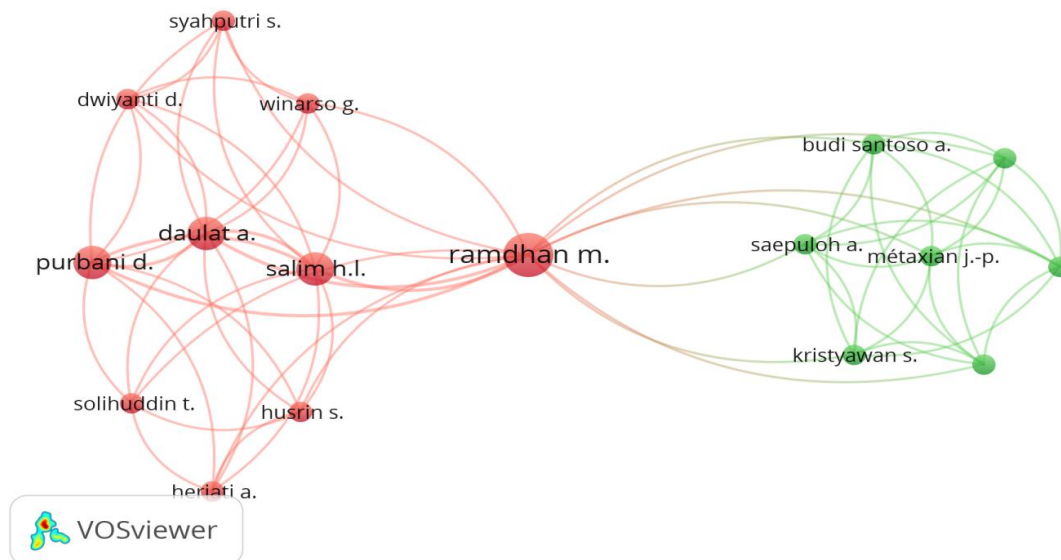 syahputri s.
dwiyanti d.
winarso g.
budi santoso a.
daulat a.
saepuloh a.
ramdhan m.
métaxian j.-p.
purbani d.
salim h.l.
kristyawan s.
solihuddin t.
husrin s.
heriati a.
VOSviewer